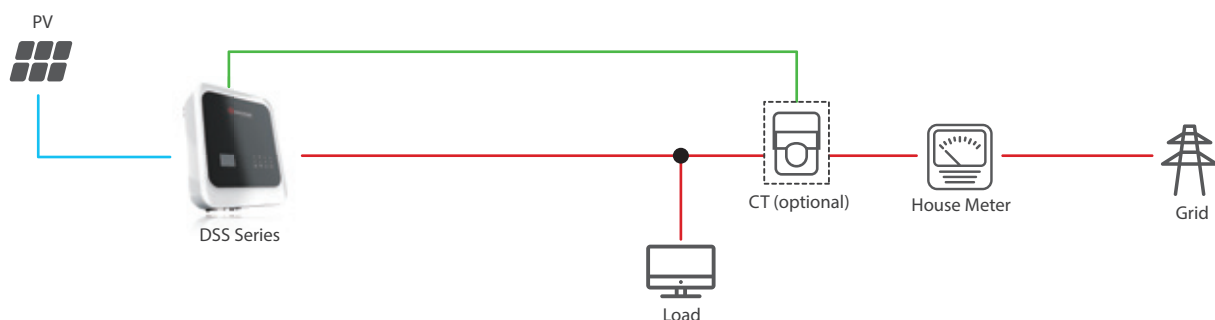 PV
DSS Series
CT (optional)
House Meter
Grid
Load